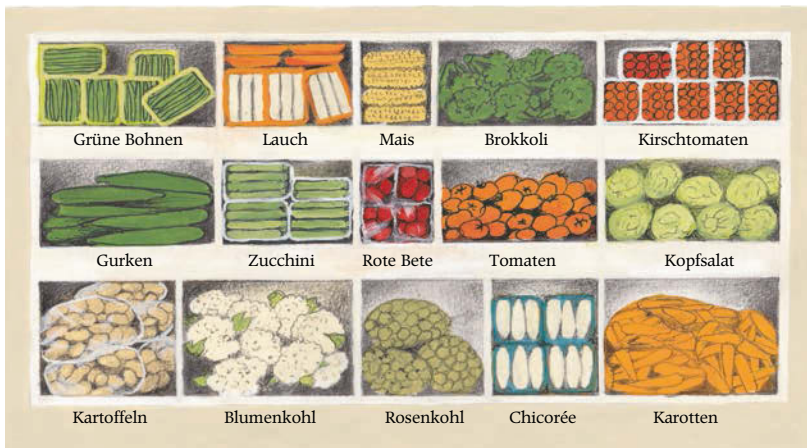 Grüne Bohnen Lauch Mais Brokkoli Kirschtomaten
Gurken Zucchini Rote Bete Tomaten Kopfsalat
Kartoffeln Blumenkohl Rosenkohl Chicorée Karotten